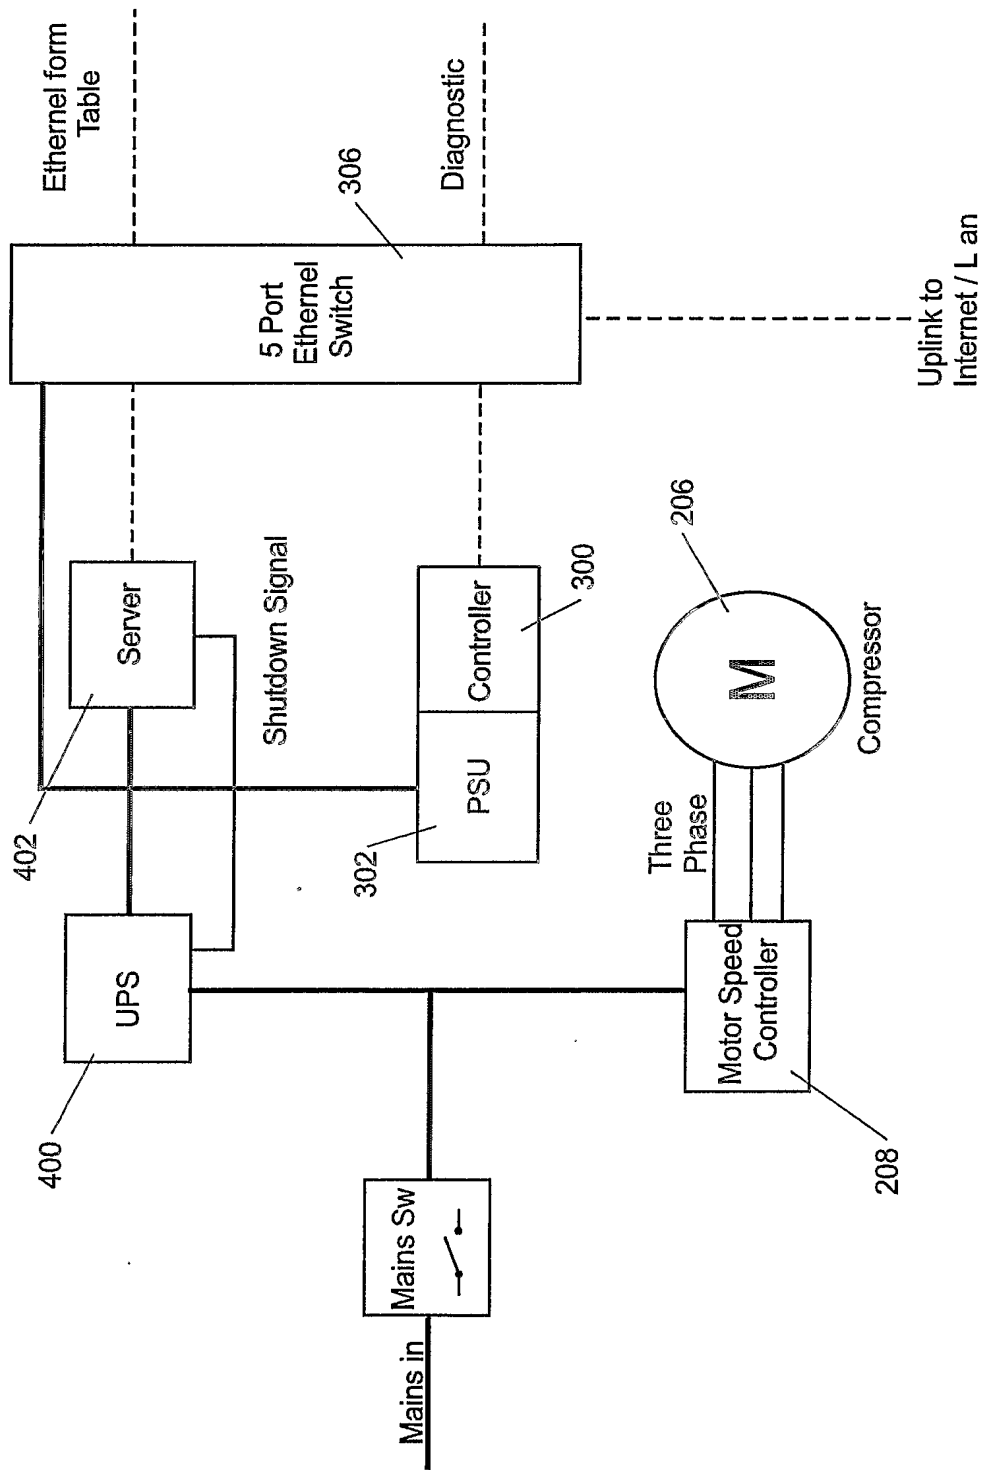 Ethernel form
Table
Diagnostic
306
5 Port
Ethernel
Switch
Uplink to
Internet / L an
Server
402
Shutdown Signal
Controller
300
PSU
302
206
M
Compressor
Three
Phase
UPS
400
Motor Speed
Controller
208
Mains Sw
Mains in